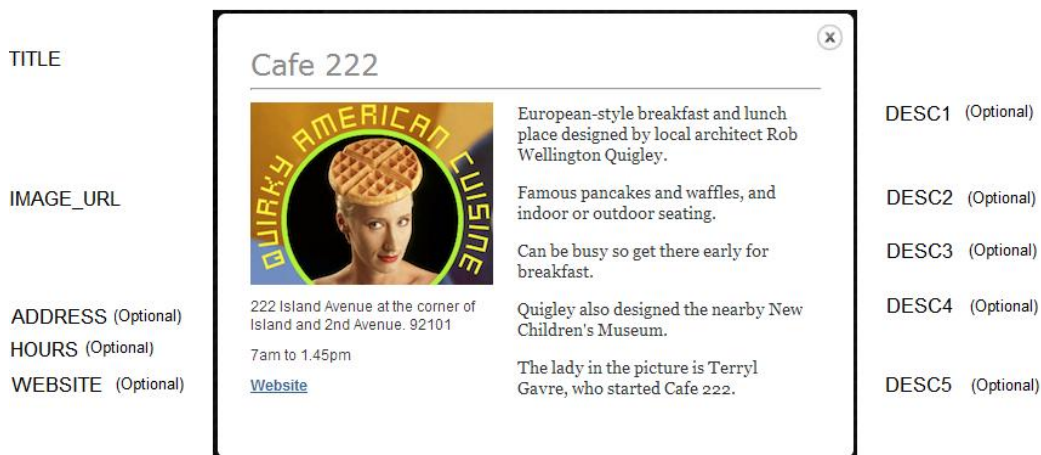 TITLE
Cafe 222
x
IMAGE_URL
QUIRKY AMERICAN CUISINE
ADDRESS (Optional)
222 Island Avenue at the corner of
Island and 2nd Avenue. 92101
HOURS (Optional)
7am to 1.45pm
WEBSITE (Optional)
Website
European-style breakfast and lunch
place designed by local architect Rob
Wellington Quigley.
DESC1 (Optional)
Famous pancakes and waffles, and
indoor or outdoor seating.
DESC2 (Optional)
Can be busy so get there early for
breakfast.
DESC3 (Optional)
Quigley also designed the nearby New
Children's Museum.
DESC4 (Optional)
The lady in the picture is Terryl
Gavre, who started Cafe 222.
DESC5 (Optional)